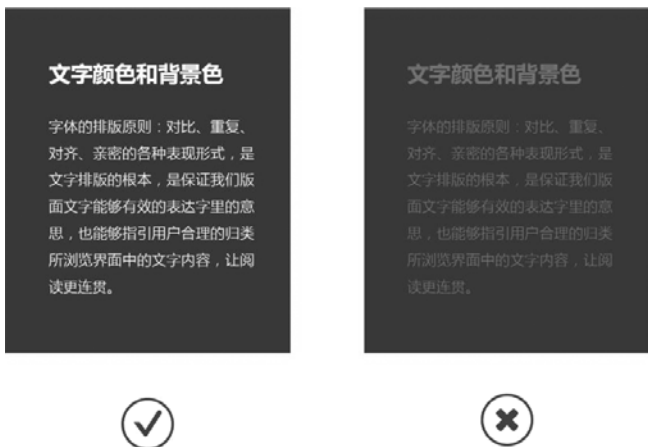 文字颜色和背景色
字体的排版原则：对比、重复、
对齐、亲密的各种表现形式，是
文字排版的根本，是保证我们版
面文字能够有效的表达字里的意
思，也能够指引用户合理的归类
所浏览界面中的文字内容，让阅
读更连贯。
文字颜色和背景色
字体的排版原则：对比、重复、
对齐、亲密的各种表现形式，是
文字排版的根本，是保证我们版
面文字能够有效的表达字里的意
思，也能够指引用户合理的归类
所浏览界面中的文字内容，让阅
读更连贯。